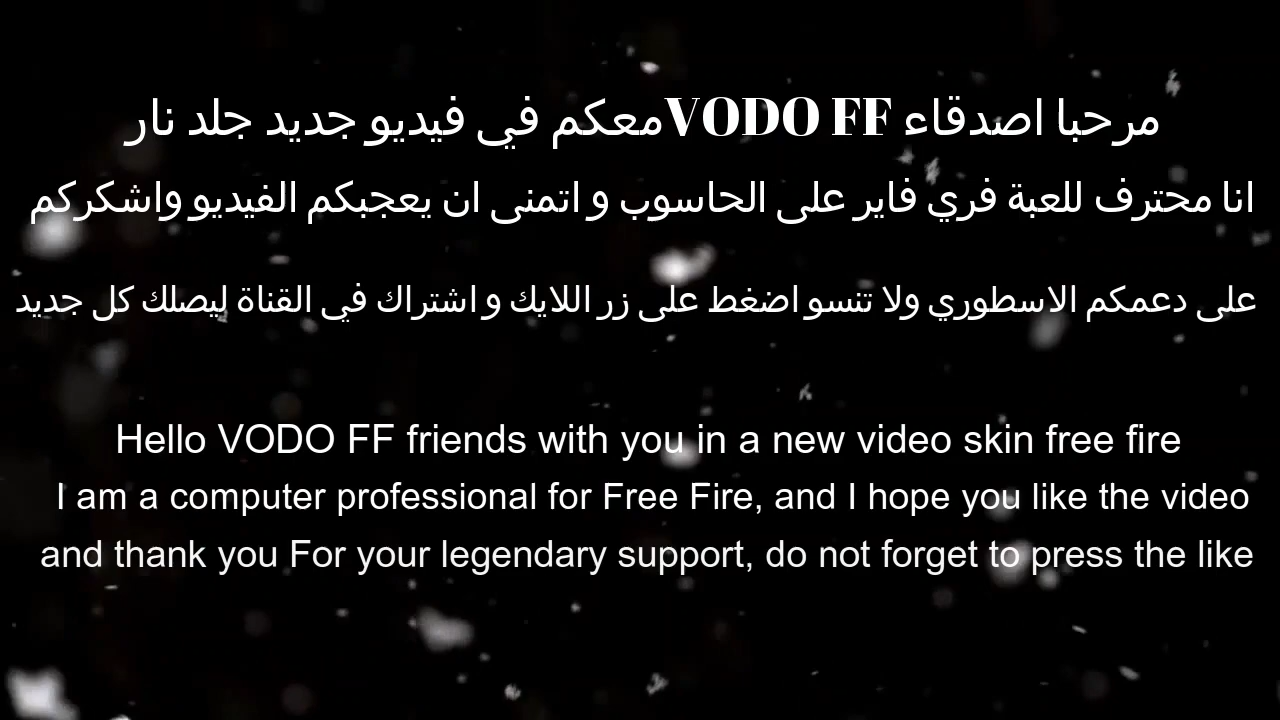 مرحبا اصدقاء VODO FFمعكم في فيديو جديد جلد نار
انا محترف للعبة فري فاير على الحاسوب و اتمنى ان يعجبكم الفيديو واشكركم
على دعمكم الاسطوري ولا تنسو اضغط على زر اللايك و اشتراك في القناة ليصلك كل جديد
Hello VODO FF friends with you in a new video skin free fire
I am a computer professional for Free Fire, and I hope you like the video
and thank you For your legendary support, do not forget to press the like